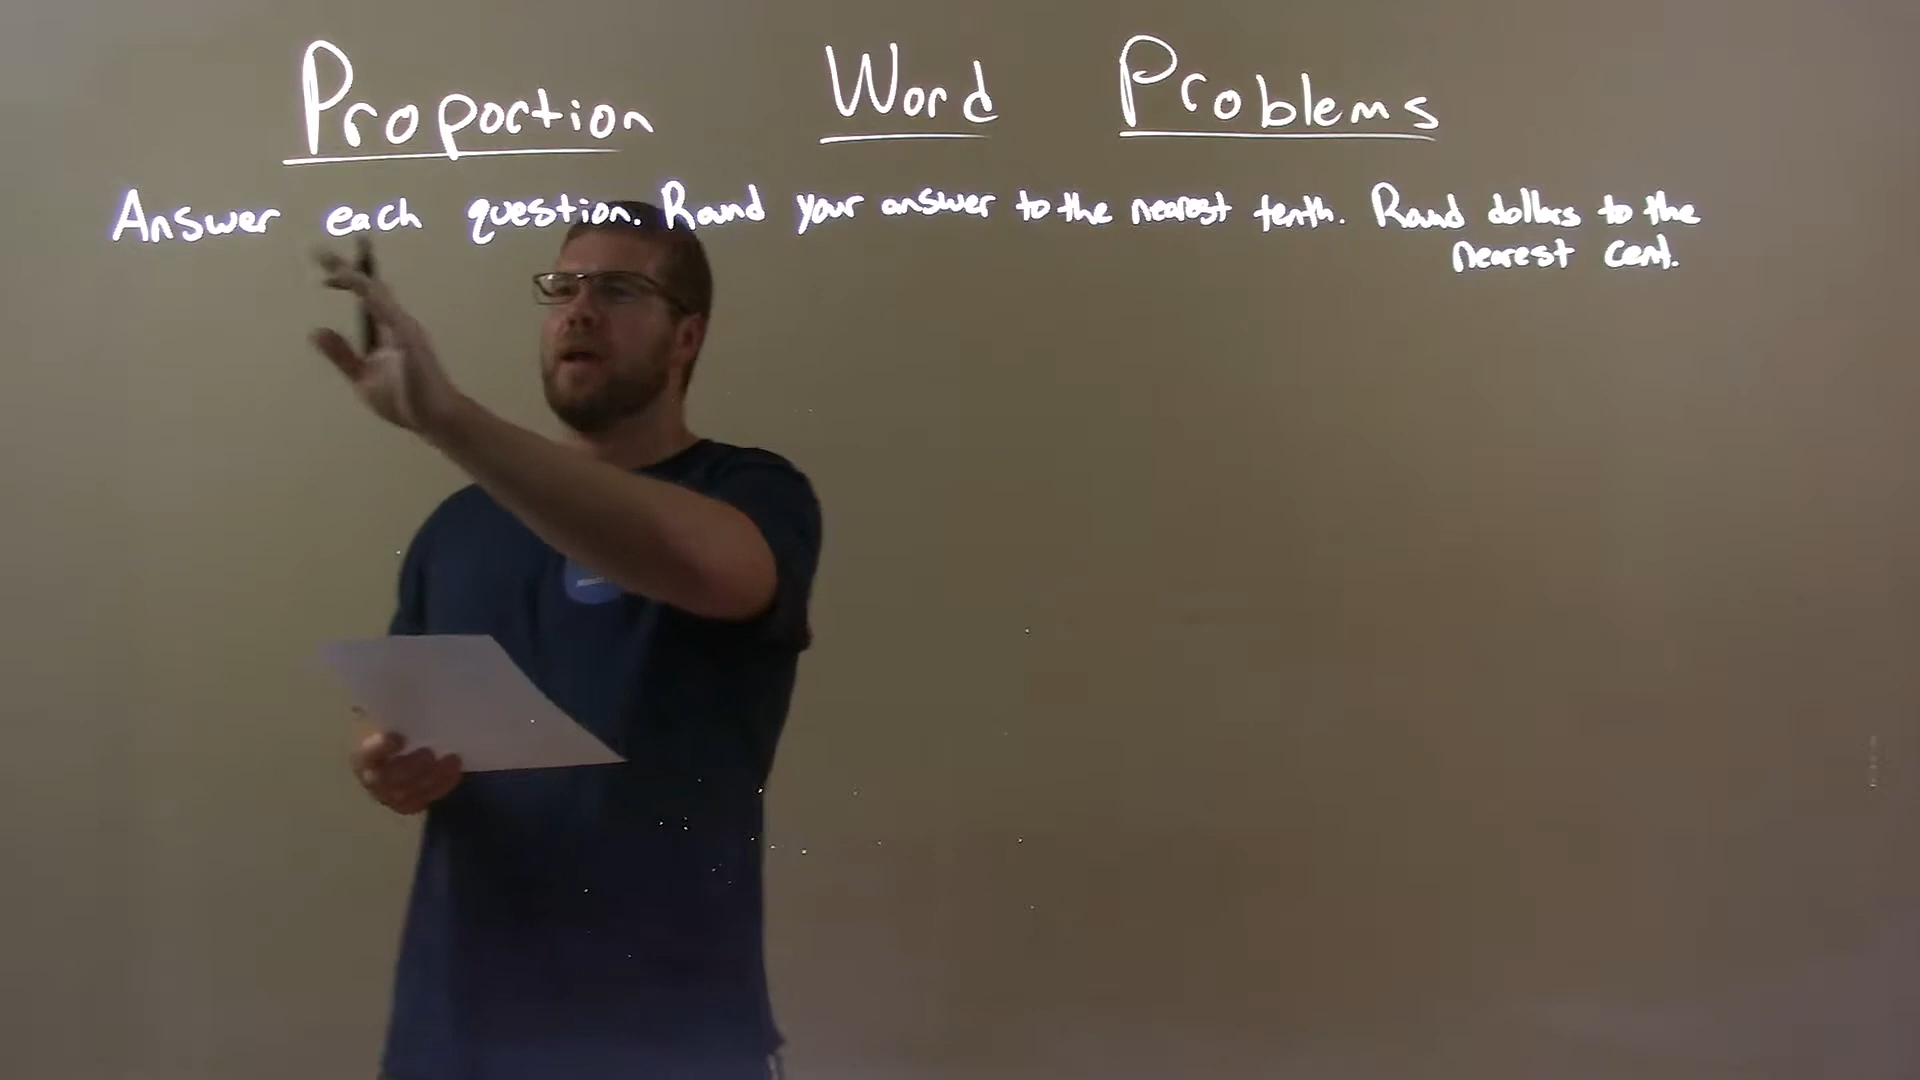 Proportion Word Problems
Answer each question. Round your answer to the nearest tenth. Round dollars to the
nearest cent.